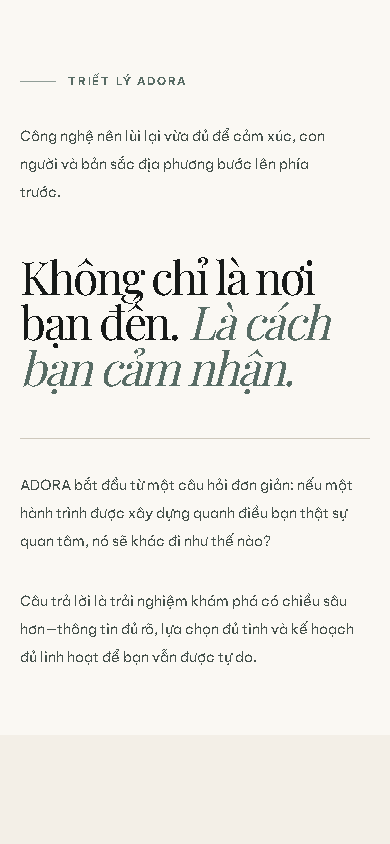 TRIẾT LÝ ADORA
Công nghệ nên lùi lại vừa đủ để cảm xúc, con
người và bản sắc địa phương bước lên phía
trước.
Không chỉ là nơi
bạn đến. Là cách
bạn cảm nhận.
ADORA bắt đầu từ một câu hỏi đơn giản: nếu một
hành trình được xây dựng quanh điều bạn thật sự
quan tâm, nó sẽ khác đi như thế nào?
Câu trả lời là trải nghiệm khám phá có chiều sâu
hơn—thông tin đủ rõ, lựa chọn đủ tinh và kế hoạch
đủ linh hoạt để bạn vẫn được tự do.